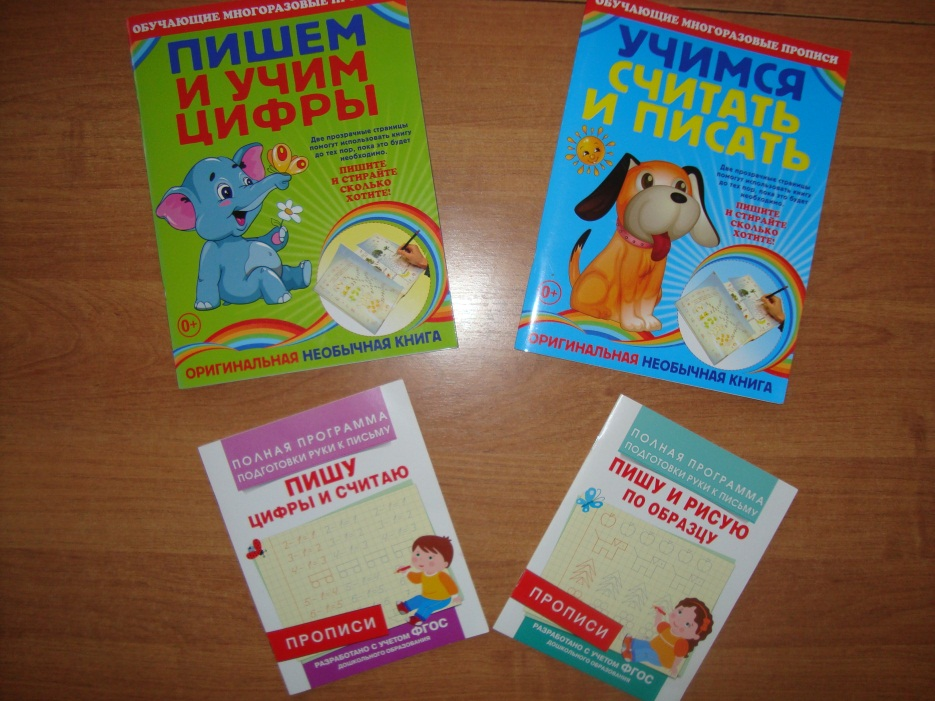 ОБУЧАЮЩИЕ МНОГОРАЗОВЫЕ
ПИШЕМ
И УЧИМ
ЦИФРЫ
Две прозрачные страницы
помогут использовать книгу
до тех пор, пока это будет
необходимо.
ПИШИТЕ
И СТИРАЙТЕ
СКОЛЬКО
ХОТИТЕ!
0+
ОРИГИНАЛЬНАЯ НЕОБЫЧНАЯ КНИГА
ОБУЧАЮЩИЕ МНОГОРАЗОВЫЕ ПРОПИСИ
УЧИМСЯ
СЧИТАТЬ
И ПИСАТЬ
Две прозрачные страницы
помогут использовать книгу
до тех пор, пока это будет
необходимо.
ПИШИТЕ
И СТИРАЙТЕ
СКОЛЬКО
ХОТИТЕ!
0+
ОРИГИНАЛЬНАЯ НЕОБЫЧНАЯ КНИГА
ПОЛНАЯ ПРОГРАММА
ПОДГОТОВКИ РУКИ К ПИСЬМУ
ПИШУ
ЦИФРЫ И СЧИТАЮ
ПРОПИСИ
РАЗРАБОТАНО С УЧЕТОМ ФГОС
ДОШКОЛЬНОГО ОБРАЗОВАНИЯ
ПОЛНАЯ ПРОГРАММА
ПОДГОТОВКИ РУКИ К ПИСЬМУ
ПИШУ И РИСУЮ
ПО ОБРАЗЦУ
ПРОПИСИ
РАЗРАБОТАНО С УЧЕТОМ ФГОС
ДОШКОЛЬНОГО ОБРАЗОВАНИЯ